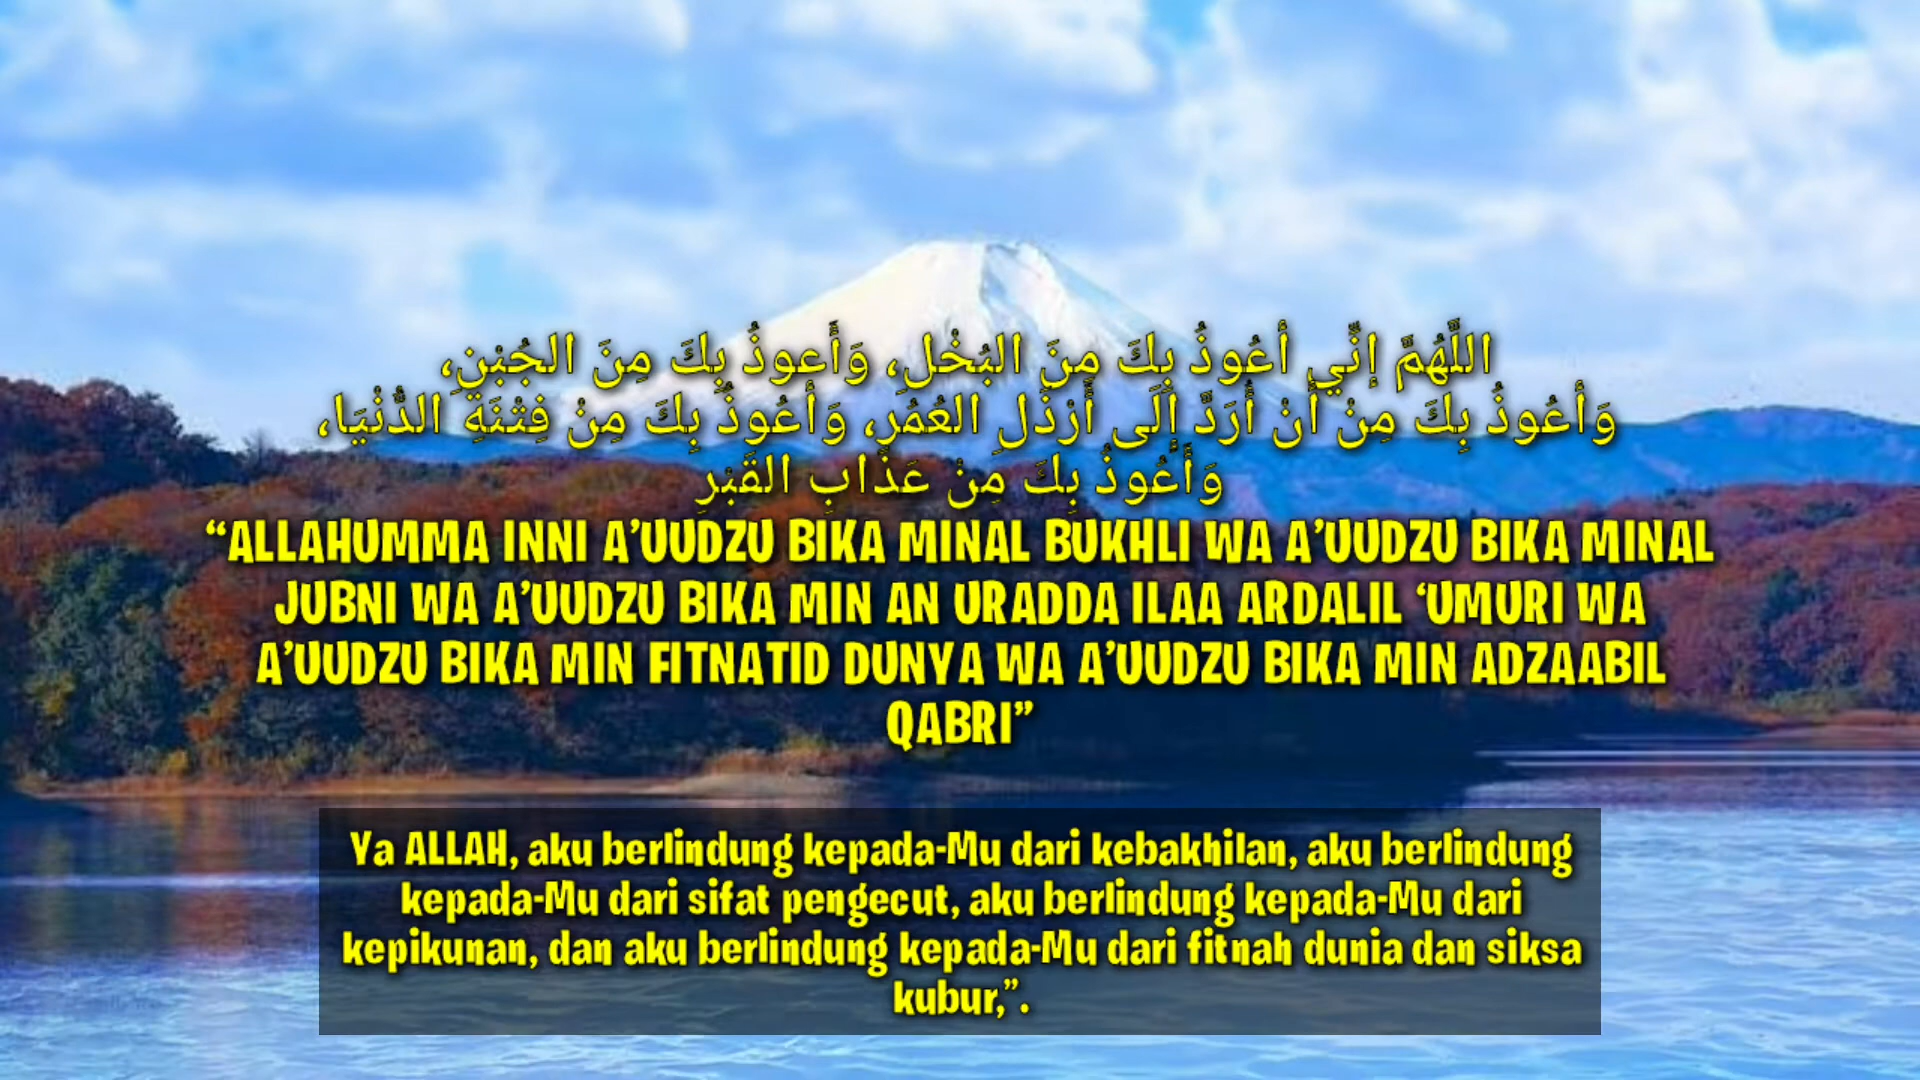 اللَّهُمَّ إِنِّي أَعُوذُ بِكَ مِنَ البُخْلِ، وَأَعوذُ بِكَ مِنَ الجُبْنِ،
وَأَعُوذُ بِكَ مِنْ أَنْ أُرَدَّ إِلَى أَرْذَلِ العُمُرِ، وَأَعُوذُ بِكَ مِنْ فِتْنَةِ الدُّنْيَا،
وَأَعُوذُ بِكَ مِنْ عَذَابِ القَبْرِ
“ALLAHUMMA INNI A’UUDZU BIKA MINAL BUKHLI WA A’UUDZU BIKA MINAL
JUBNI WA A’UUDZU BIKA MIN AN URADDA ILAA ARDALIL ‘UMURI WA
A’UUDZU BIKA MIN FITNATID DUNYA WA A’UUDZU BIKA MIN ADZAABIL
QABRI”
Ya ALLAH, aku berlindung kepada-Mu dari kebakhilan, aku berlindung
kepada-Mu dari sifat pengecut, aku berlindung kepada-Mu dari
kepikunan, dan aku berlindung kepada-Mu dari fitnah dunia dan siksa
kubur,”.